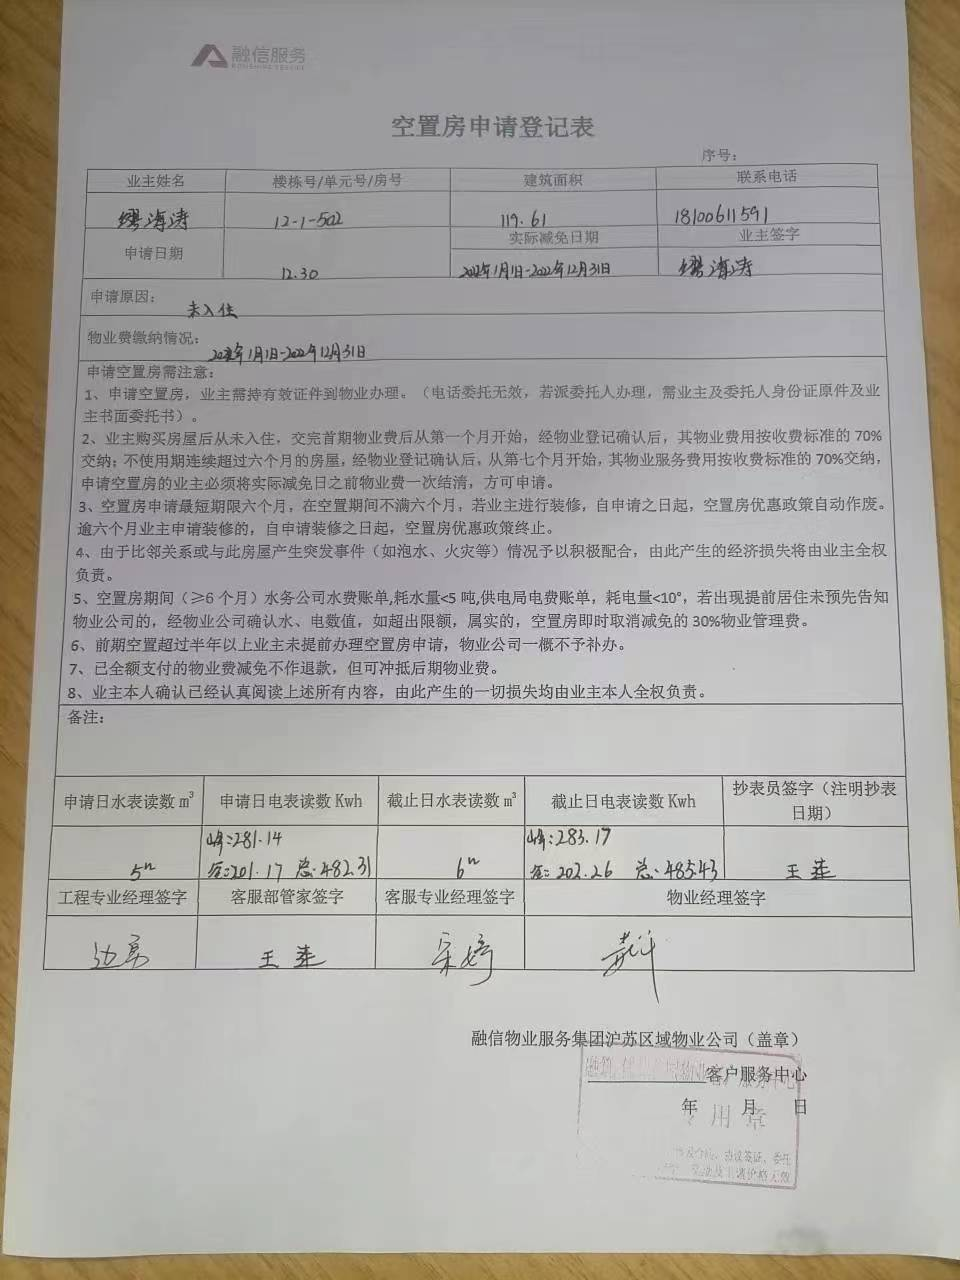 融信服务
RONSHINE SERVICE
空置房申请登记表
序号：
业主姓名 楼栋号/单元号/房号 建筑面积 联系电话
缪海涛 12-1-502 119.61 18100611591
申请日期 实际减免日期 业主签字
12.30 2022年1月1日-2022年12月31日 缪海涛
申请原因：
未入住
物业费缴纳情况：
2022年1月1日-2022年12月31日
申请空置房需注意：
1、申请空置房，业主需持有效证件到物业办理。（电话委托无效，若派委托人办理，需业主及委托人身份证原件及业
主书面委托书）。
2、业主购买房屋后从未入住，交完首期物业费后从第一个月开始，经物业登记确认后，其物业费用按收费标准的 70%
交纳；不使用期连续超过六个月的房屋，经物业登记确认后，从第七个月开始，其物业服务费用按收费标准的 70%交纳，
申请空置房的业主必须将实际减免日之前物业费一次结清，方可申请。
3、空置房申请最短期限六个月，在空置期间不满六个月，若业主进行装修，自申请之日起，空置房优惠政策自动作废。
逾六个月业主申请装修的，自申请装修之日起，空置房优惠政策终止。
4、由于比邻关系或与此房屋产生突发事件（如泡水、火灾等）情况予以积极配合，由此产生的经济损失将由业主全权
负责。
5、空置房期间（≥6 个月）水务公司水费账单,耗水量<5 吨,供电局电费账单，耗电量<10°，若出现提前居住未预先告知
物业公司的，经物业公司确认水、电数值，如超出限额，属实的，空置房即时取消减免的 30%物业管理费。
6、前期空置超过半年以上业主未提前办理空置房申请，物业公司一概不予补办。
7、已全额支付的物业费减免不作退款，但可冲抵后期物业费。
8、业主本人确认已经认真阅读上述所有内容，由此产生的一切损失均由业主本人全权负责。
备注：
申请日水表读数 m³ 申请日电表读数 Kwh 截止日水表读数 m³ 截止日电表读数 Kwh 抄表员签字（注明抄表
日期）
峰:281.14 峰:283.17
谷:201.17 总:482.31 谷: 202.26 总:485.43 王莲
工程专业经理签字 客服部管家签字 客服专业经理签字 物业经理签字
边勇 王莲 宋婷
融信物业服务集团沪苏区域物业公司（盖章）
客户服务中心
年 月 日
用章